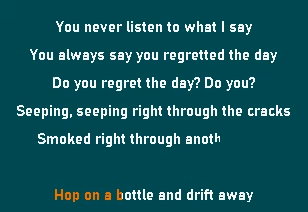 You never listen to what I say
You always say you regretted the day
Do you regret the day? Do you?
Seeping, seeping right through the cracks
Smoked right through anoth
Hop on a bottle and drift away